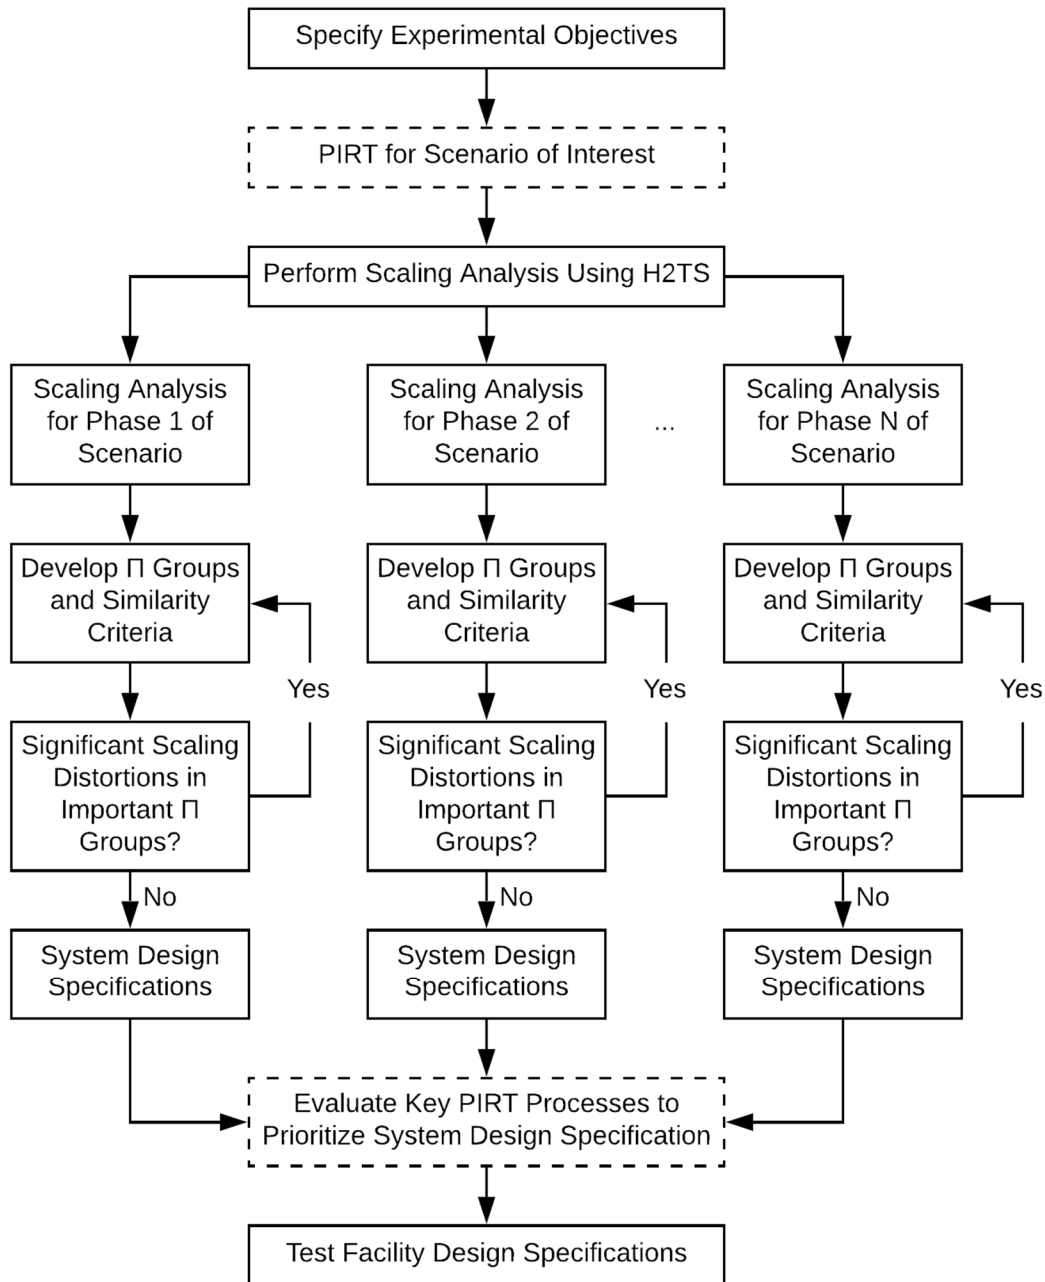 Specify Experimental Objectives
PIRT for Scenario of Interest
Perform Scaling Analysis Using H2TS
Scaling Analysis
for Phase 1 of
Scenario
Scaling Analysis
for Phase 2 of
Scenario
...
Scaling Analysis
for Phase N of
Scenario
Develop Π Groups
and Similarity
Criteria
Develop Π Groups
and Similarity
Criteria
Develop Π Groups
and Similarity
Criteria
Yes
Yes
Yes
Significant Scaling
Distortions in
Important Π
Groups?
Significant Scaling
Distortions in
Important Π
Groups?
Significant Scaling
Distortions in
Important Π
Groups?
No
No
No
System Design
Specifications
System Design
Specifications
System Design
Specifications
Evaluate Key PIRT Processes to
Prioritize System Design Specification
Test Facility Design Specifications